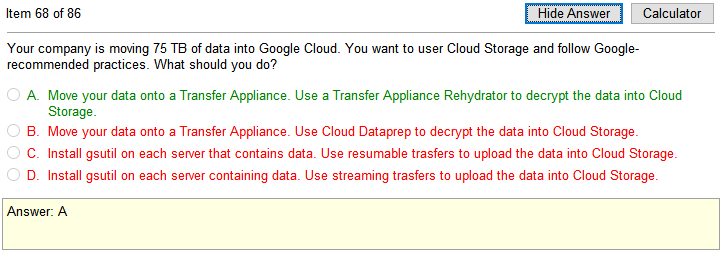 Item 68 of 86
Hide Answer
Calculator
Your company is moving 75 TB of data into Google Cloud. You want to user Cloud Storage and follow Google-
recommended practices. What should you do?
A. Move your data onto a Transfer Appliance. Use a Transfer Appliance Rehydrator to decrypt the data into Cloud
Storage.
B. Move your data onto a Transfer Appliance. Use Cloud Dataprep to decrypt the data into Cloud Storage.
C. Install gsutil on each server that contains data. Use resumable trasfers to upload the data into Cloud Storage.
D. Install gsutil on each server containing data. Use streaming trasfers to upload the data into Cloud Storage.
Answer: A